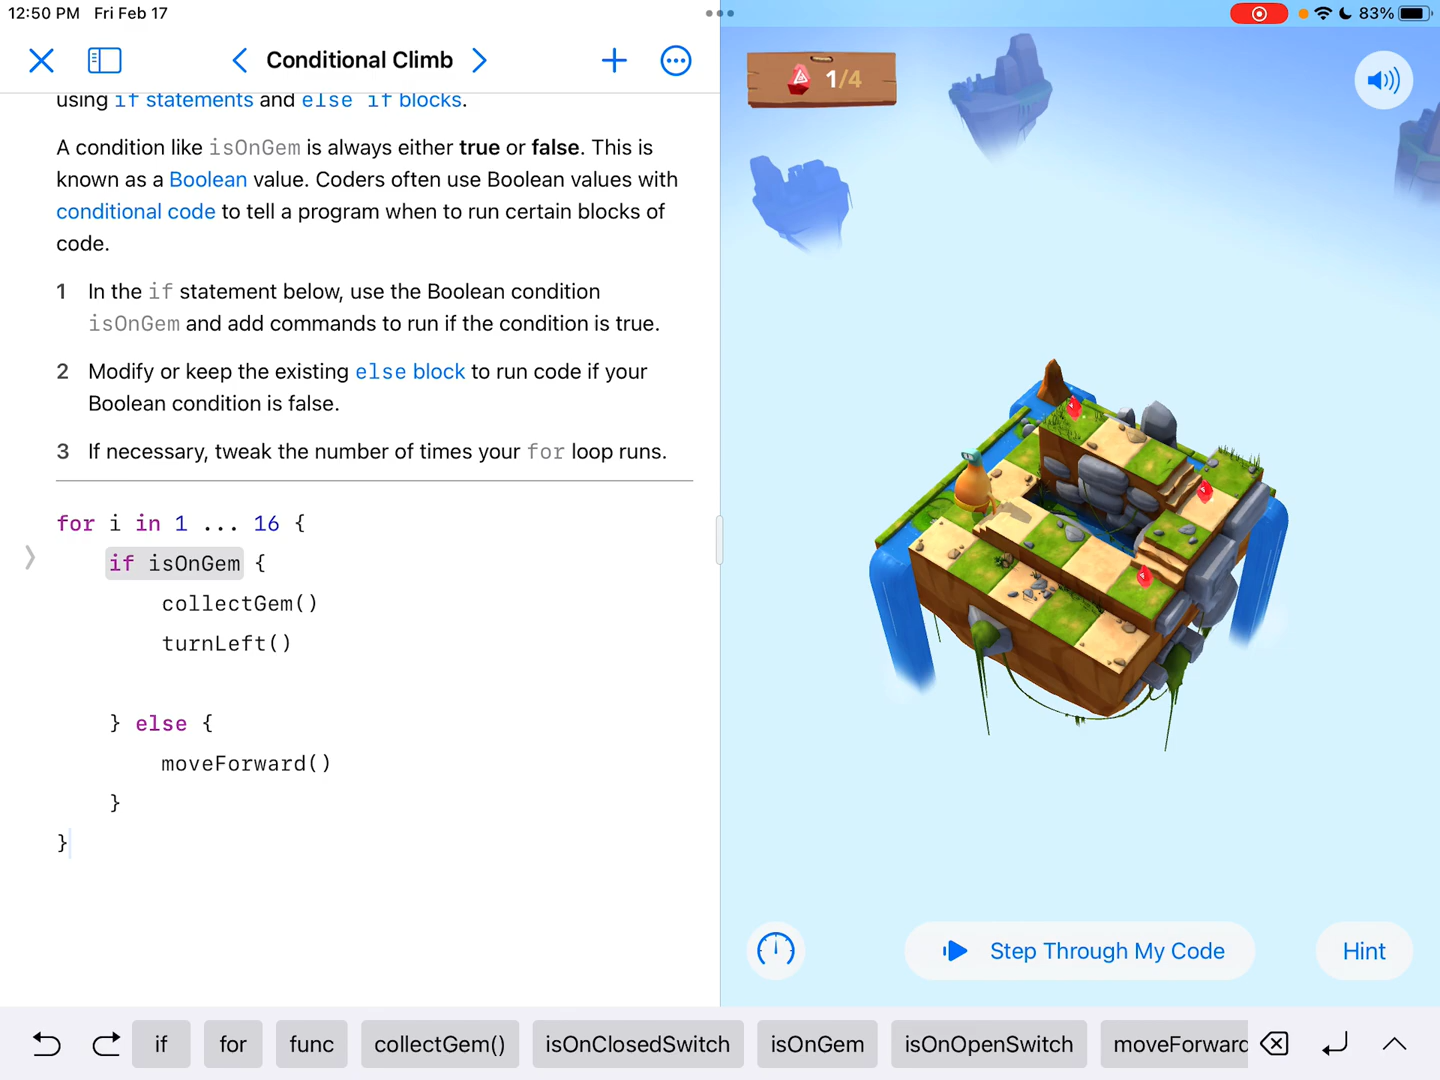 12:50 PM Fri Feb 17
83%
Conditional Climb
using if statements and else if blocks.
A condition like isOnGem is always either true or false. This is
known as a Boolean value. Coders often use Boolean values with
conditional code to tell a program when to run certain blocks of
code.
1 In the if statement below, use the Boolean condition
isOnGem and add commands to run if the condition is true.
2 Modify or keep the existing else block to run code if your
Boolean condition is false.
3 If necessary, tweak the number of times your for loop runs.
for i in 1 ... 16 {
if isOnGem {
collectGem()
turnLeft()
} else {
moveForward()
}
}
1/4
Step Through My Code
Hint
if for func collectGem() isOnClosedSwitch isOnGem isOnOpenSwitch moveForward